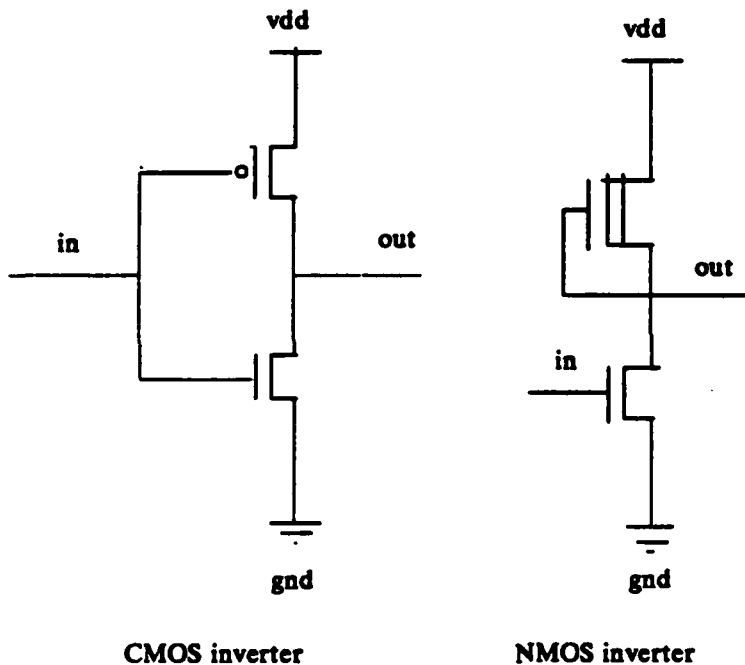 vdd
vdd
in
out
out
in
gnd
gnd
CMOS inverter
NMOS inverter